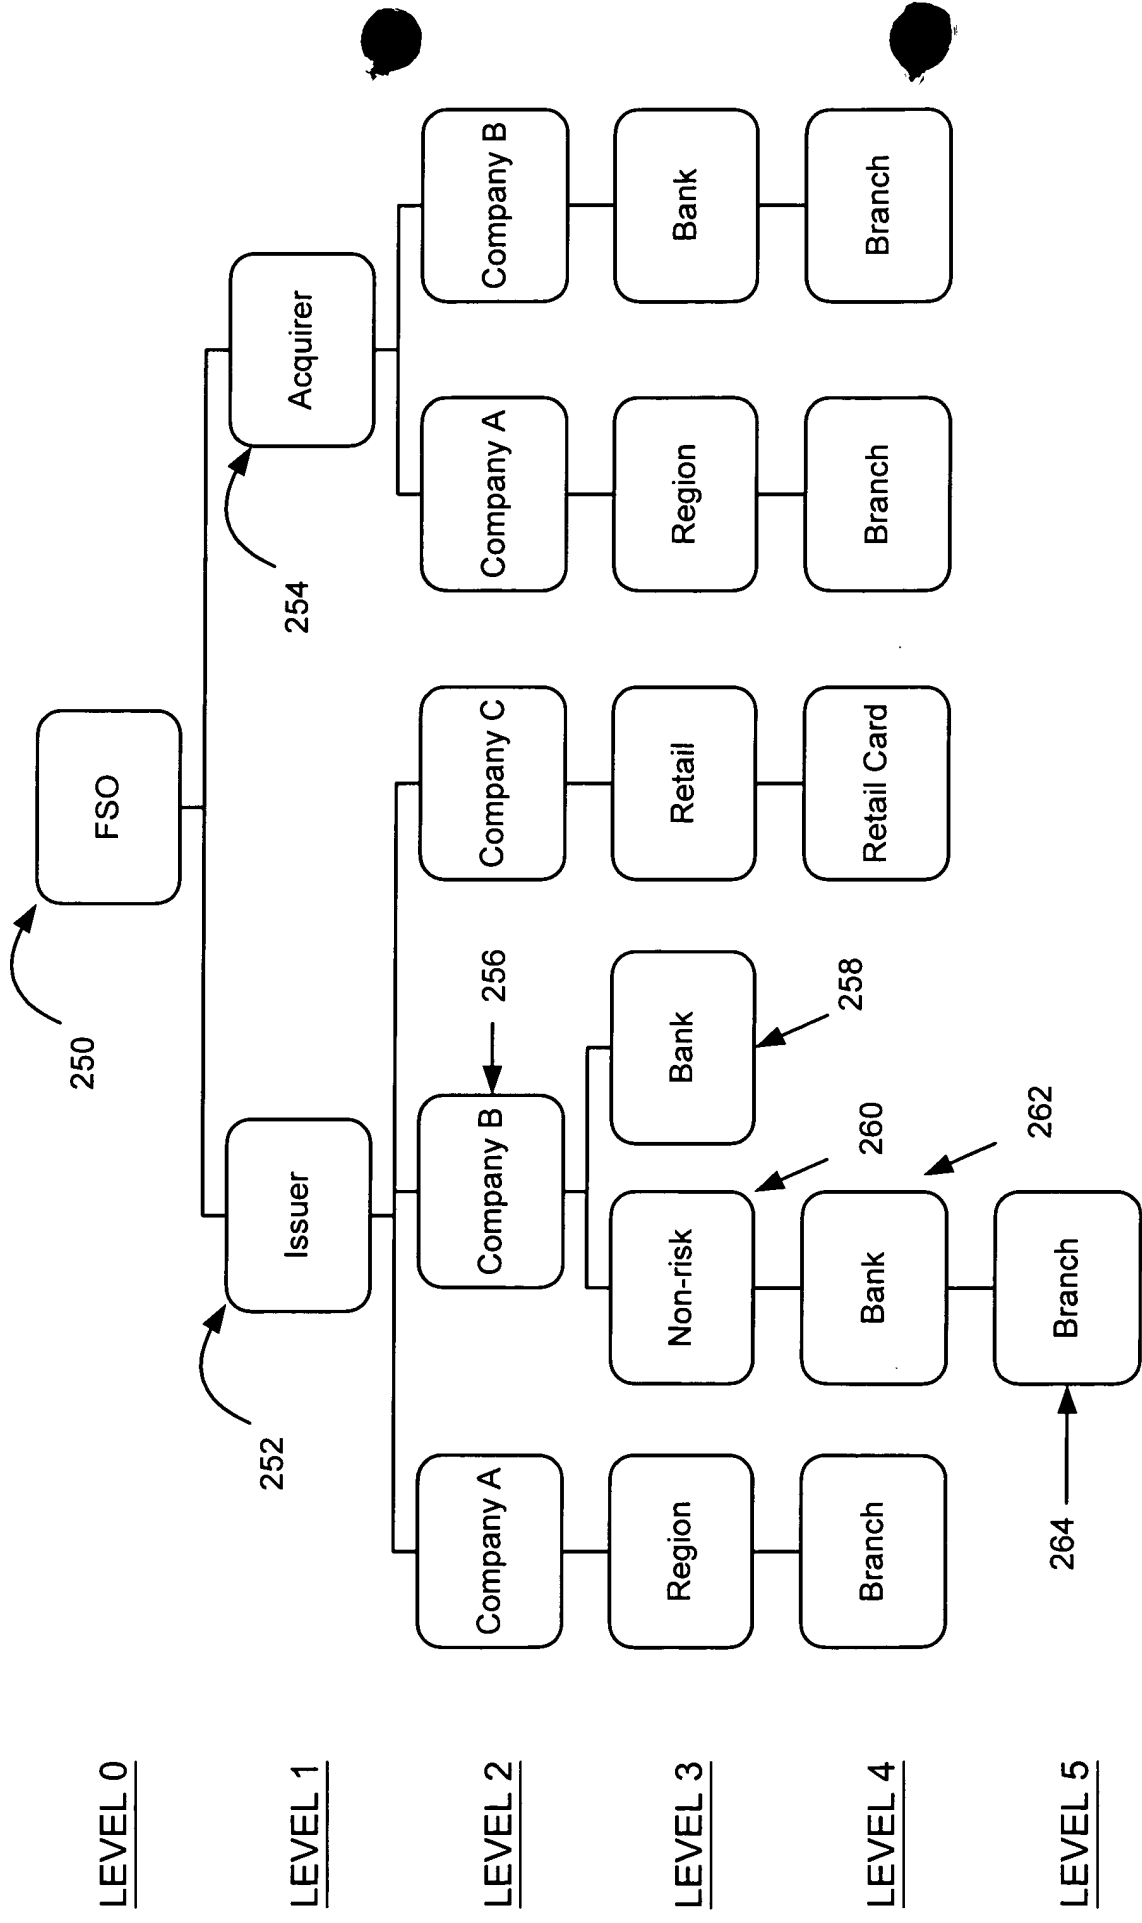 LEVEL 0
250
FSO
LEVEL 1
252
Issuer
254
Acquirer
LEVEL 2
Company A
Company B
256
Company C
Company A
Company B
LEVEL 3
Region
Non-risk
Bank
Retail
Region
Bank
LEVEL 4
Branch
260
258
Bank
Retail Card
Branch
Branch
LEVEL 5
264
Branch
262